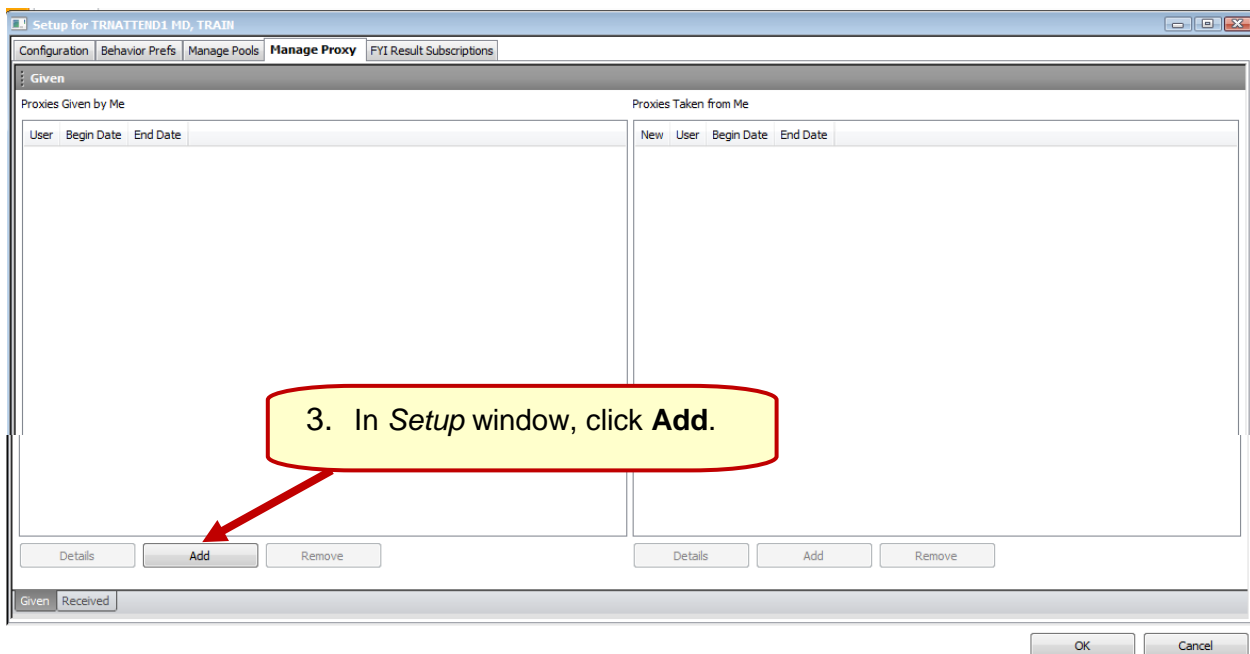 Setup for TRNATTEND1 MD, TRAIN
Configuration Behavior Prefs Manage Pools Manage Proxy FYI Result Subscriptions
Given
Proxies Given by Me Proxies Taken from Me
User Begin Date End Date New User Begin Date End Date
3. In Setup window, click Add.
Details Add Remove Details Add Remove
Given Received
OK Cancel